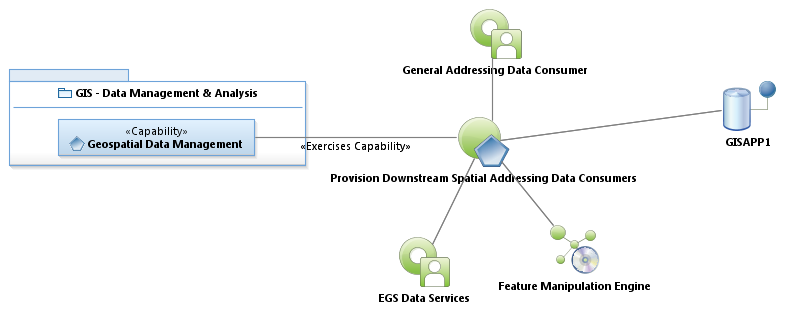 General Addressing Data Consumer
GIS - Data Management & Analysis
«Capability»
Geospatial Data Management
«Exercises Capability»
GISAPP1
Provision Downstream Spatial Addressing Data Consumers
EGS Data Services
Feature Manipulation Engine